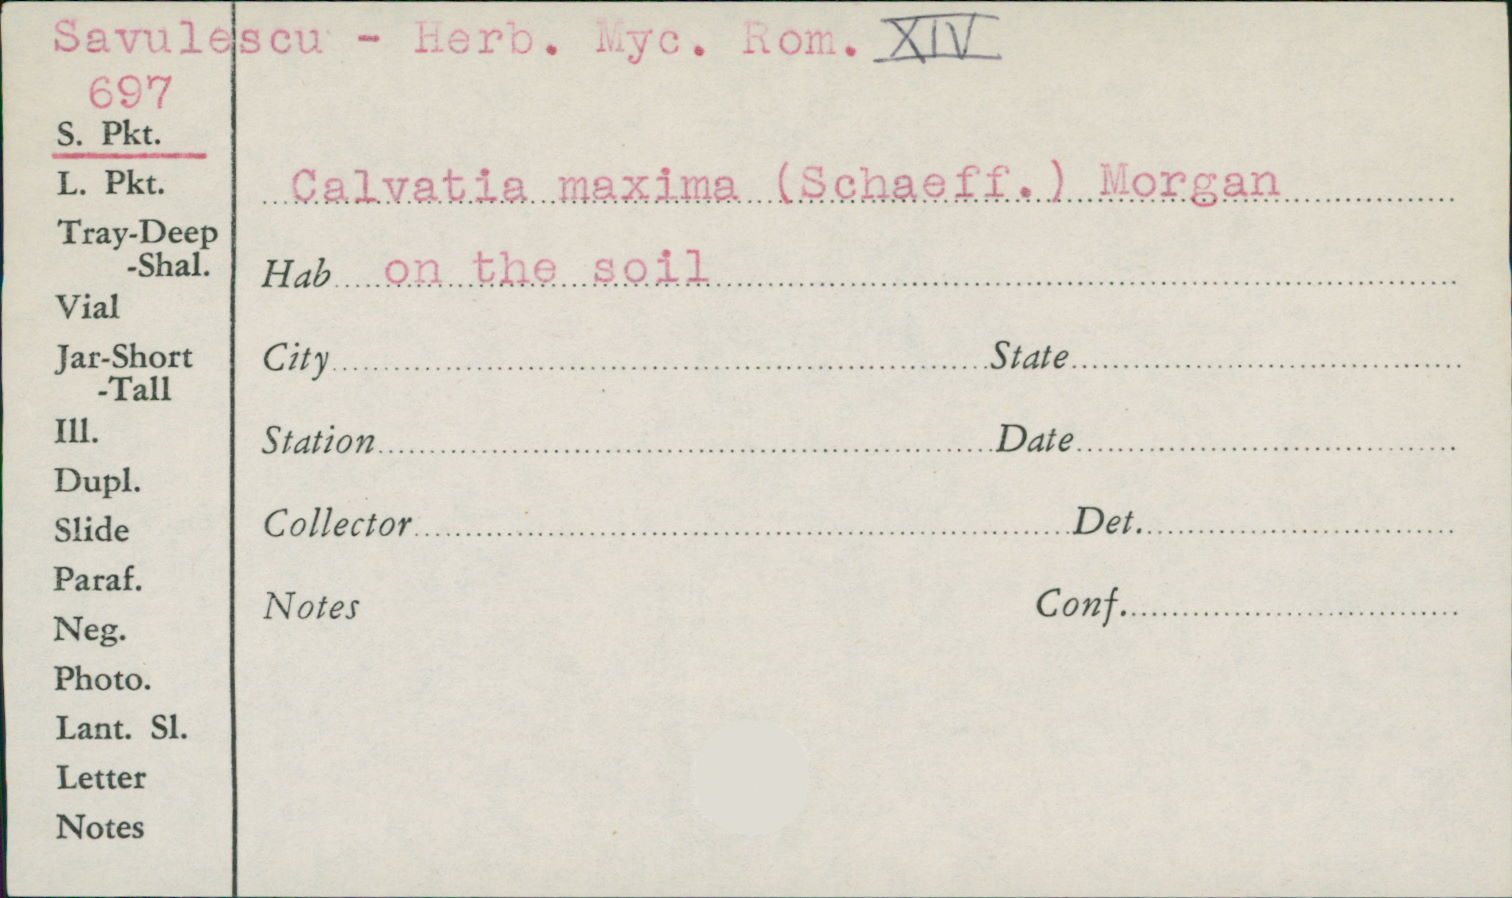 Savulescu - Herb. Myc. Rom. XIV
697
S. Pkt.
L. Pkt.
Tray-Deep
-Shal.
Vial
Jar-Short
-Tall
Ill.
Dupl.
Slide
Paraf.
Neg.
Photo.
Lant. Sl.
Letter
Notes
Calvatia maxima (Schaeff.) Morgan
Hab on the soil
City State
Station Date
Collector Det.
Notes Conf.